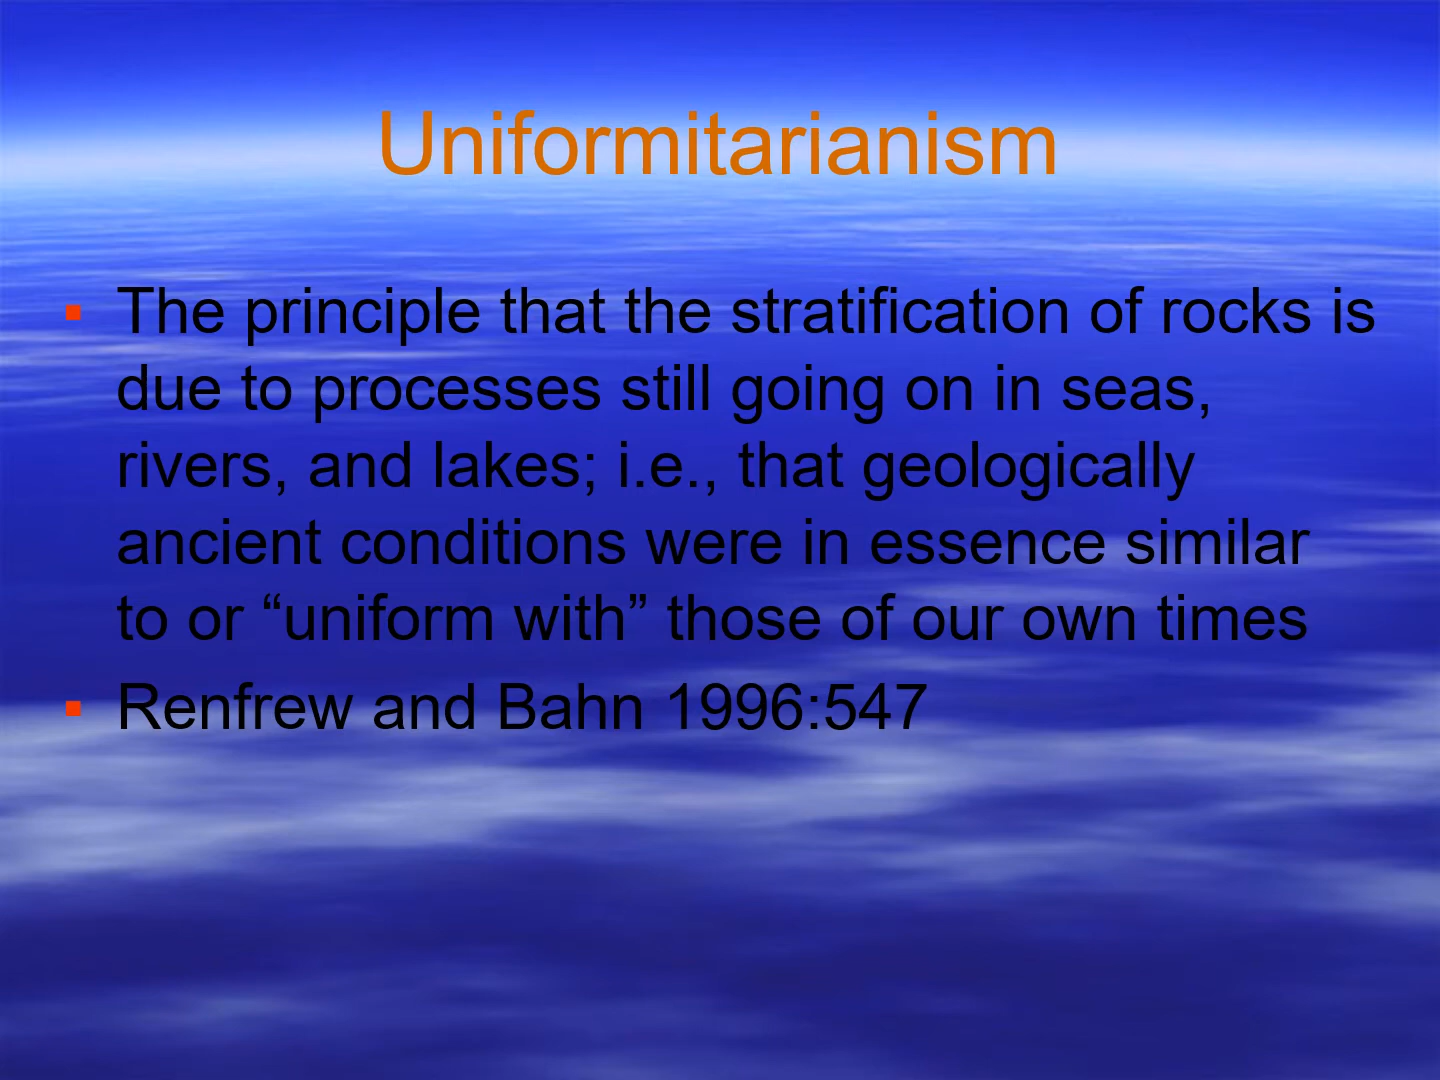 Uniformitarianism
▪ The principle that the stratification of rocks is
due to processes still going on in seas,
rivers, and lakes; i.e., that geologically
ancient conditions were in essence similar
to or “uniform with” those of our own times
▪ Renfrew and Bahn 1996:547